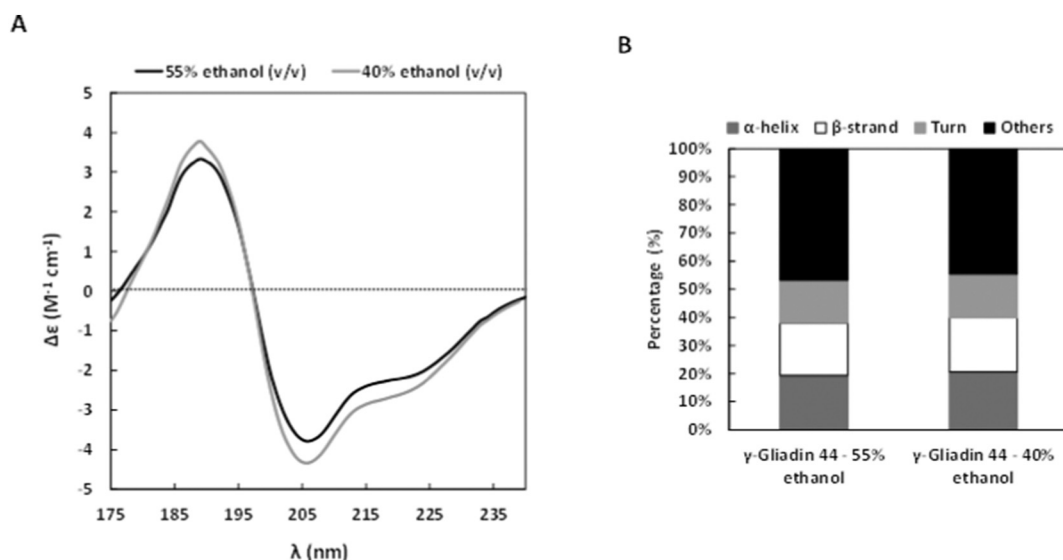 A
55% ethanol (v/v) 40% ethanol (v/v)
5
4
3
2
1
0
-1
-2
-3
-4
-5
Δε (M⁻¹ cm⁻¹)
175 185 195 205 215 225 235
λ (nm)
B
α-helix β-strand Turn Others
100%
90%
80%
70%
60%
50%
40%
30%
20%
10%
0%
Percentage (%)
γ-Gliadin 44 - 55% γ-Gliadin 44 - 40%
ethanol ethanol